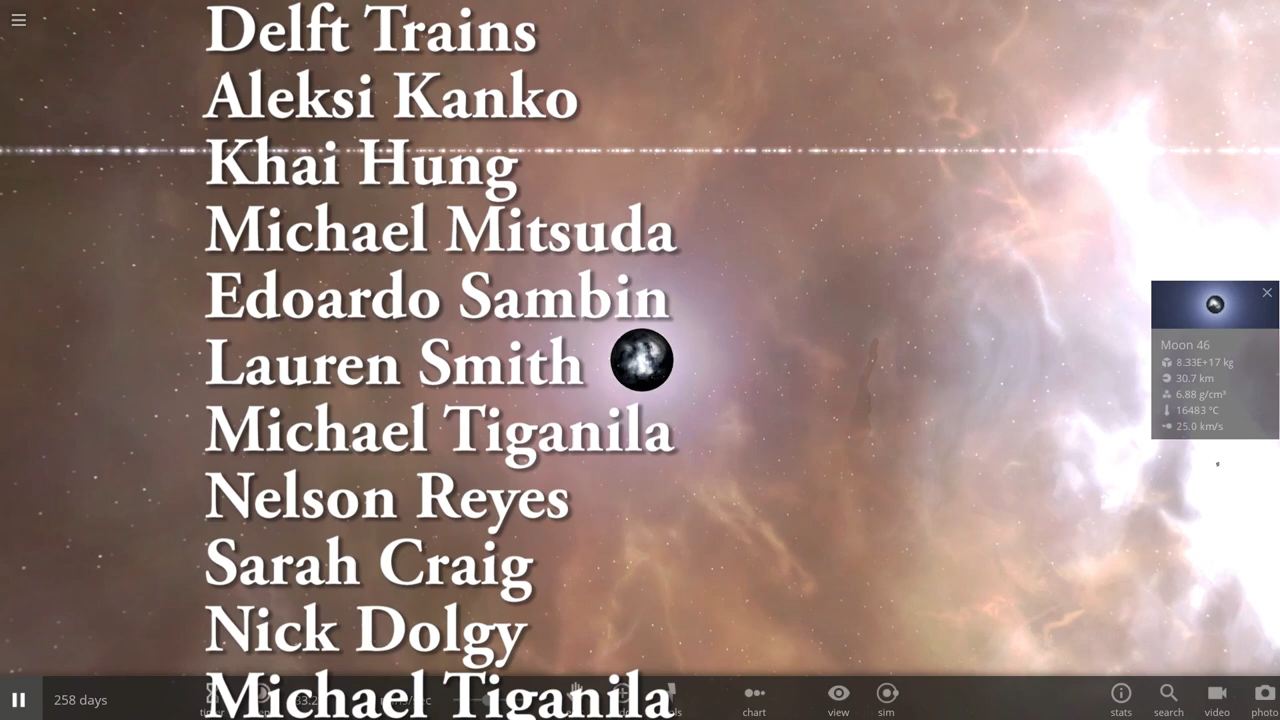 Delft Trains
Aleksi Kanko
Khai Hung
Michael Mitsuda
Edoardo Sambin
Lauren Smith
Michael Tiganila
Nelson Reyes
Sarah Craig
Nick Dolgy
Michael Tiganila
Moon 46
8.33E+17 kg
30.7 km
6.88 g/cm³
16483 °C
25.0 km/s
258 days
chart
view
sim
stats
search
video
photo